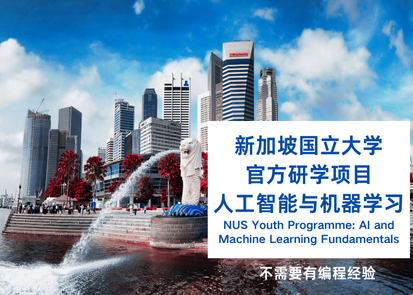 新加坡国立大学
官方研学项目
人工智能与机器学习
NUS Youth Programme: AI and
Machine Learning Fundamentals
不需要有编程经验